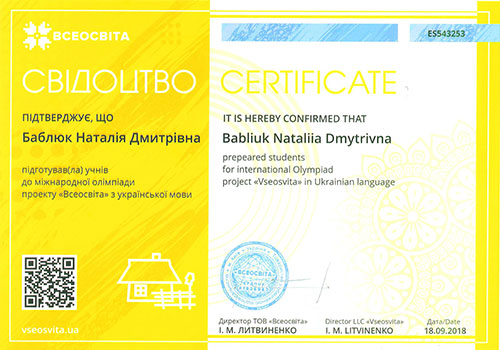 ВСЕОСВІТА
ES543253
СВІДОЦТВО
CERTIFICATE
ПІДТВЕРДЖУЄ, ЩО
Баблюк Наталія Дмитрівна
підготував(ла) учнів
до міжнародної олімпіади
проекту «Всеосвіта» з української мови
IT IS HEREBY CONFIRMED THAT
Babliuk Nataliia Dmytrivna
prepeared students
for international Olympiad
project «Vseosvita» in Ukrainian language
ВСЕОСВІТА
vseosvita.ua
Директор ТОВ «Всеосвіта»
І. М. ЛИТВИНЕНКО
Director LLC «Vseosvita»
I. M. LITVINENKO
Дата/Date
18.09.2018